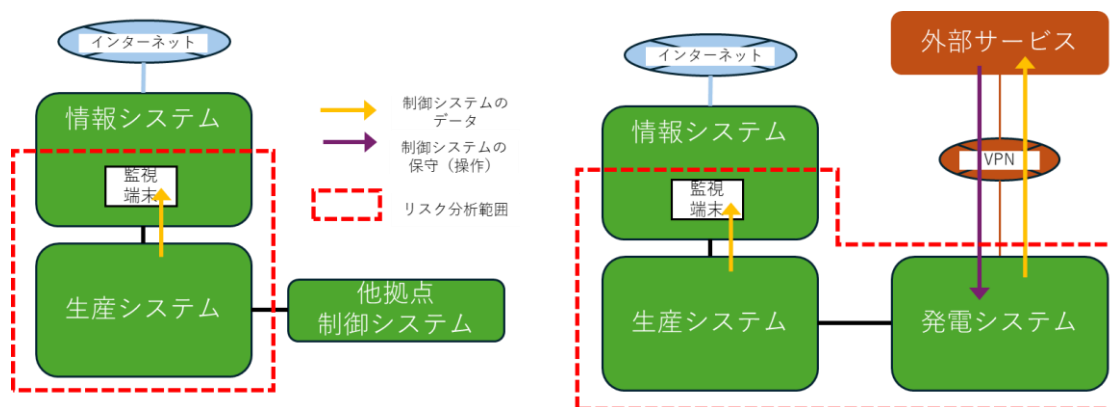 インターネット
情報システム
監視
端末
生産システム
他拠点
制御システム
制御システムの
データ
制御システムの
保守（操作）
リスク分析範囲
インターネット
情報システム
監視
端末
生産システム
外部サービス
VPN
発電システム